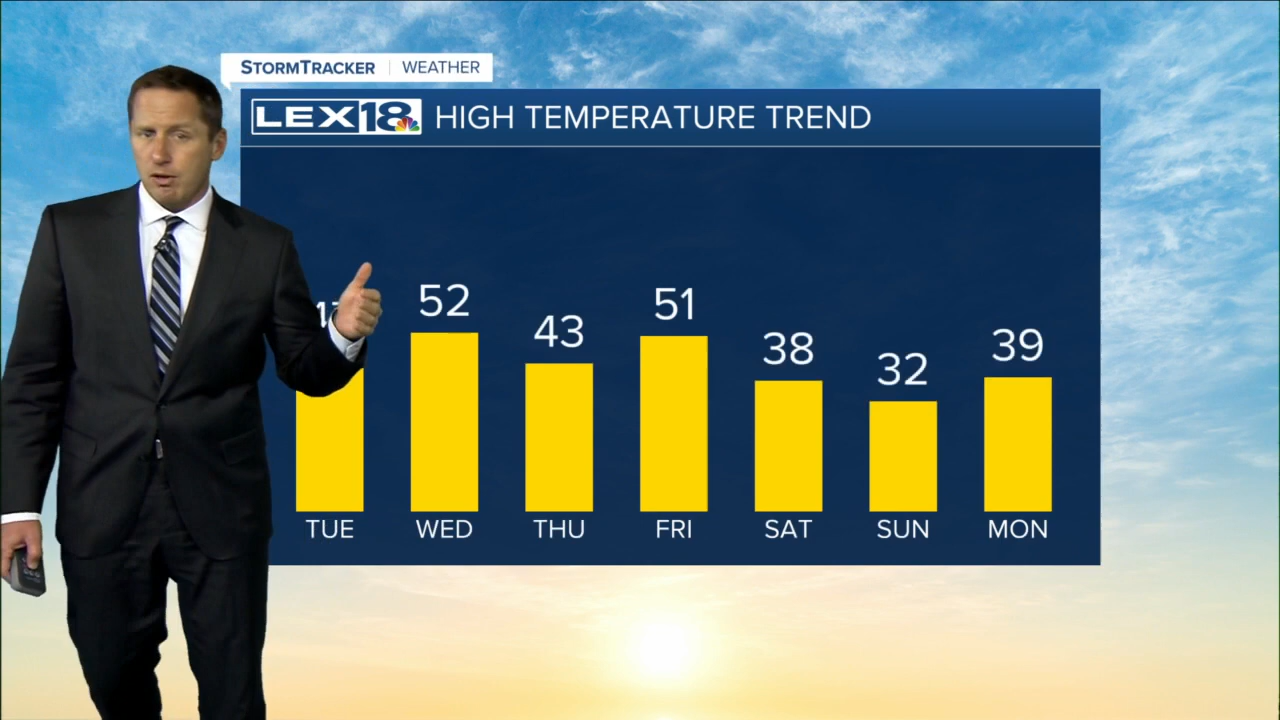 STORMTRACKER | WEATHER
LEX18 HIGH TEMPERATURE TREND
52 43 51 38 32 39
TUE WED THU FRI SAT SUN MON